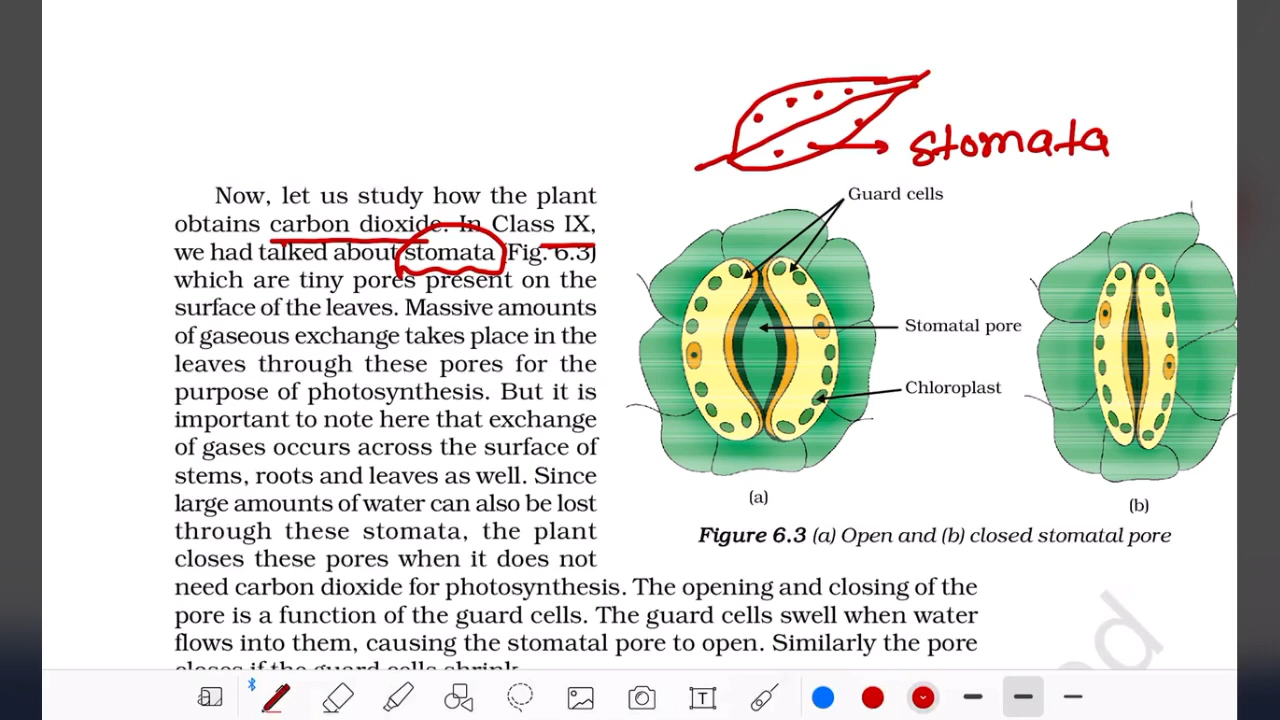 stomata
Now, let us study how the plant
obtains carbon dioxide. In Class IX,
we had talked about stomata (Fig. 6.3)
which are tiny pores present on the
surface of the leaves. Massive amounts
of gaseous exchange takes place in the
leaves through these pores for the
purpose of photosynthesis. But it is
important to note here that exchange
of gases occurs across the surface of
stems, roots and leaves as well. Since
large amounts of water can also be lost
through these stomata, the plant
closes these pores when it does not
need carbon dioxide for photosynthesis. The opening and closing of the
pore is a function of the guard cells. The guard cells swell when water
flows into them, causing the stomatal pore to open. Similarly the pore
closes if the guard cells shrink.
Guard cells
Stomatal pore
Chloroplast
(a)
(b)
Figure 6.3 (a) Open and (b) closed stomatal pore
T